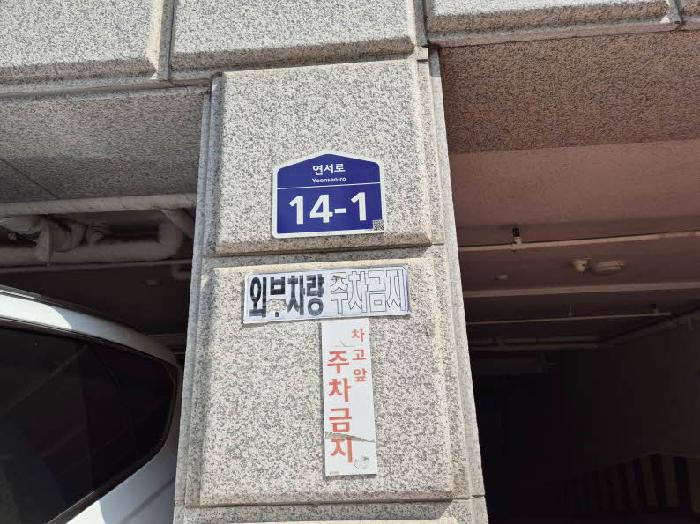 연서로
Yeonseo-ro
14-1
외부차량 주차금지
차고앞
주차금지